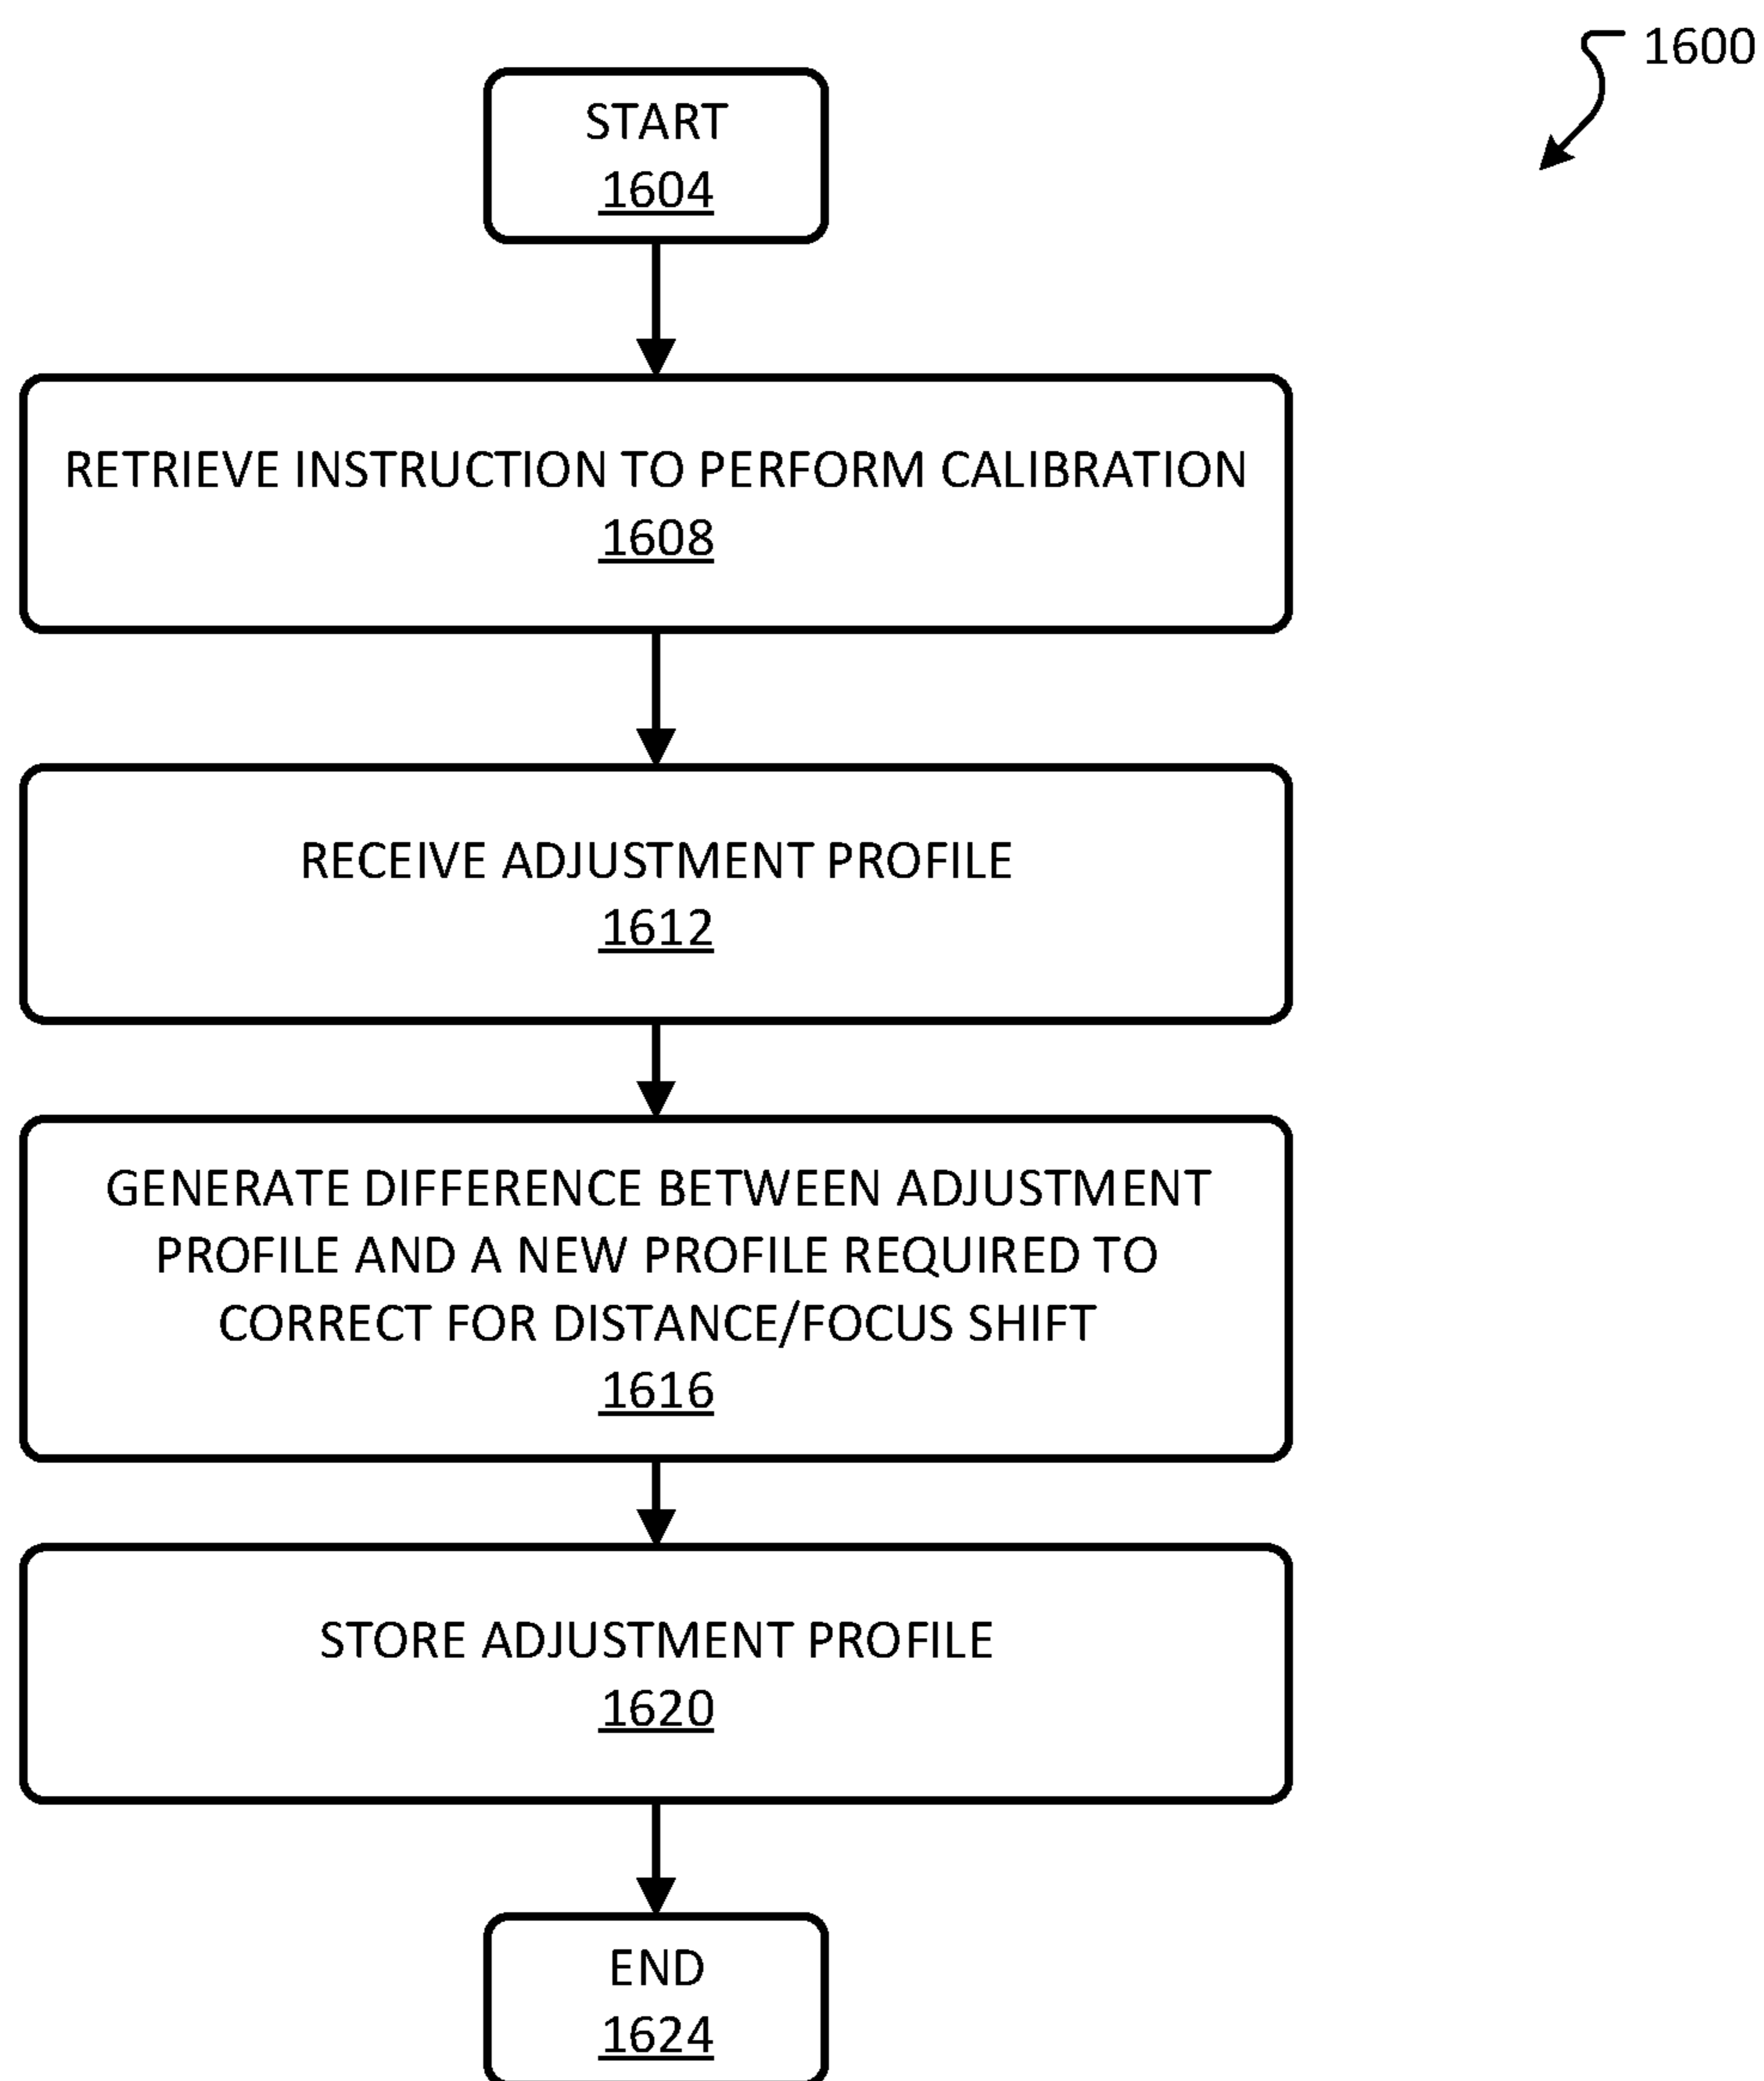 1600
START
1604
RETRIEVE INSTRUCTION TO PERFORM CALIBRATION
1608
RECEIVE ADJUSTMENT PROFILE
1612
GENERATE DIFFERENCE BETWEEN ADJUSTMENT
PROFILE AND A NEW PROFILE REQUIRED TO
CORRECT FOR DISTANCE/FOCUS SHIFT
1616
STORE ADJUSTMENT PROFILE
1620
END
1624